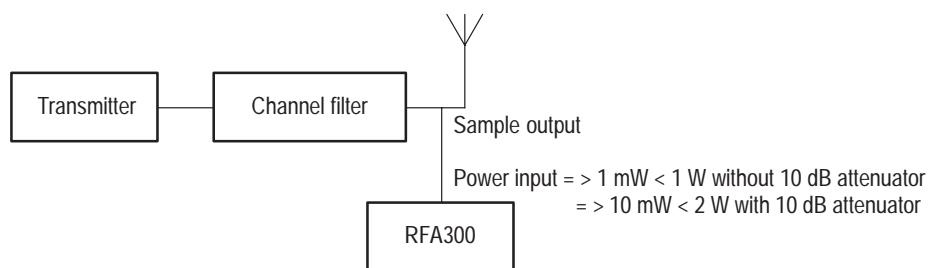 Transmitter
Channel filter
Sample output
Power input = > 1 mW < 1 W without 10 dB attenuator
= > 10 mW < 2 W with 10 dB attenuator
RFA300